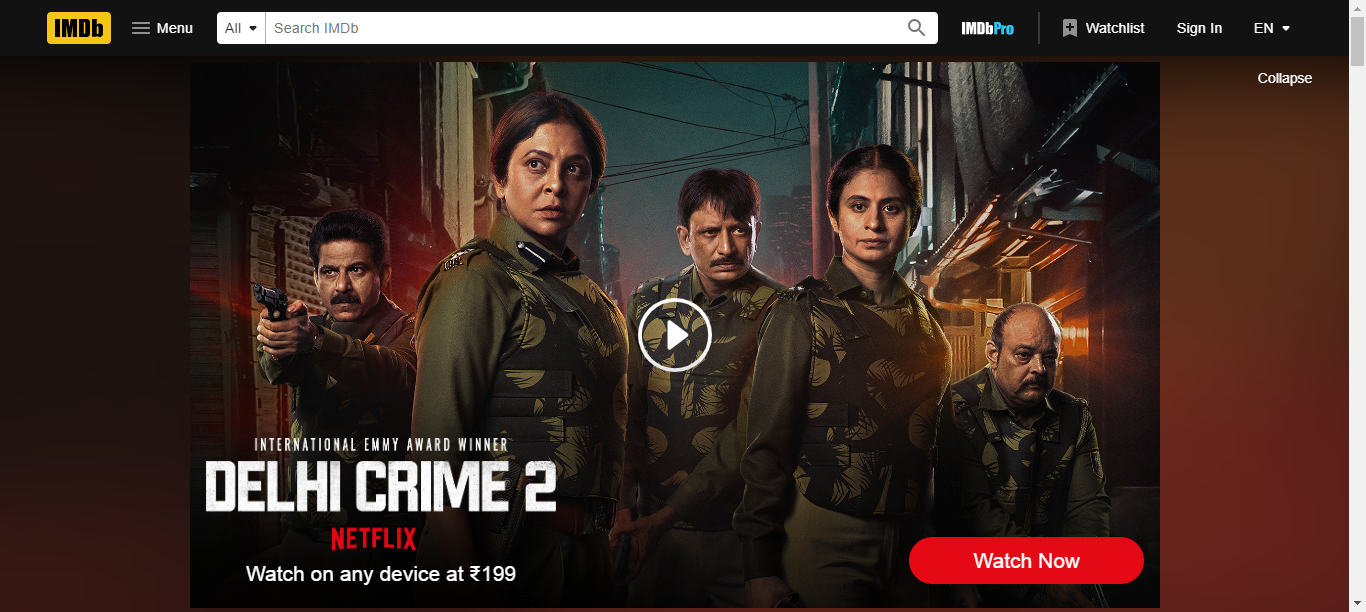 IMDb
Menu
All
Search IMDb
IMDbPro
Watchlist
Sign In
EN
Collapse
INTERNATIONAL EMMY AWARD WINNER
DELHI CRIME 2
NETFLIX
Watch on any device at ₹199
Watch Now